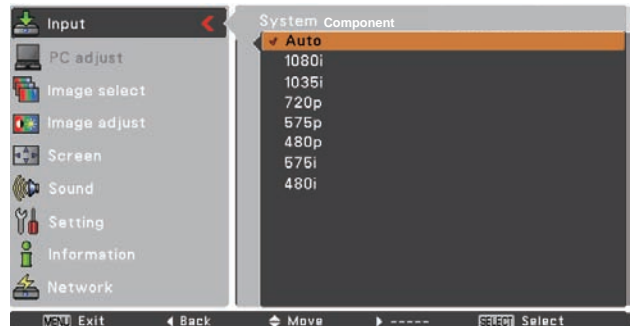 Input
PC adjust
Image select
Image adjust
Screen
Sound
Setting
Information
Network
System Component
Auto
1080i
1035i
720p
575p
480p
575i
480i
MENU Exit
Back
Move
-----
SELECT Select